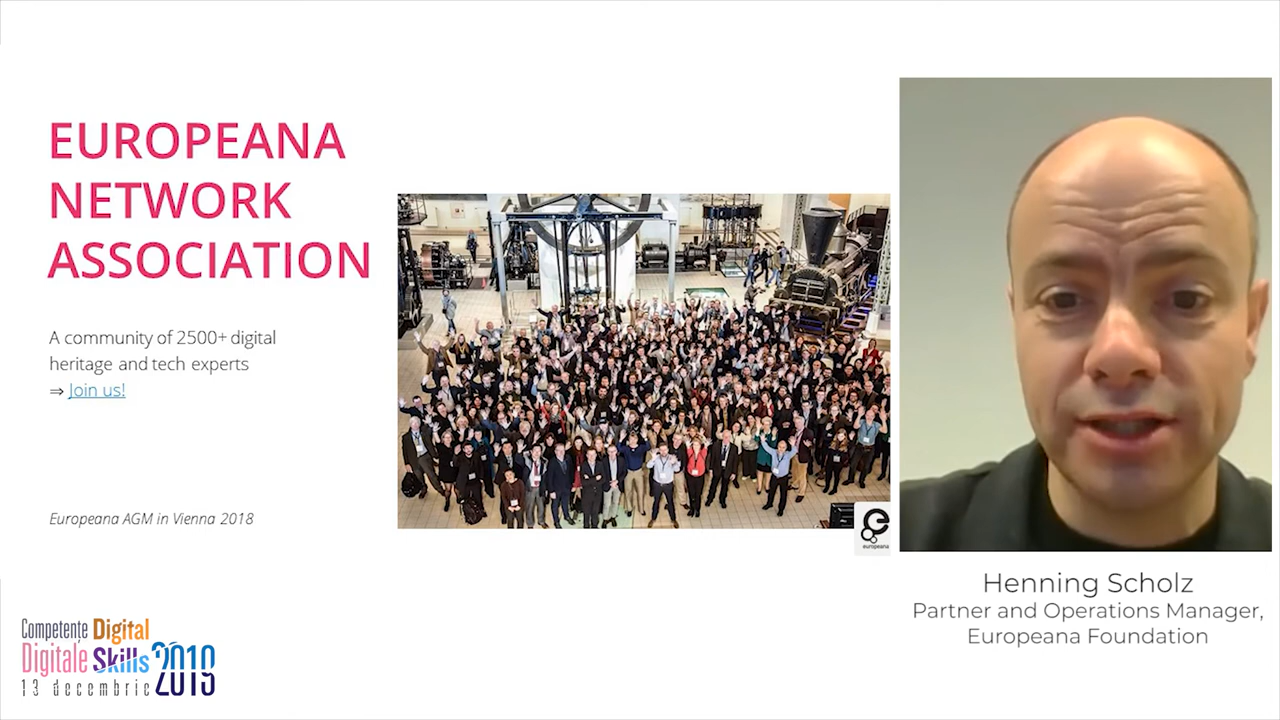 EUROPEANA
NETWORK
ASSOCIATION
A community of 2500+ digital
heritage and tech experts
⇒ Join us!
Europeana AGM in Vienna 2018
europeana
Henning Scholz
Partner and Operations Manager,
Europeana Foundation
Competențe Digital
Digitale Skills 2019
13 decembrie